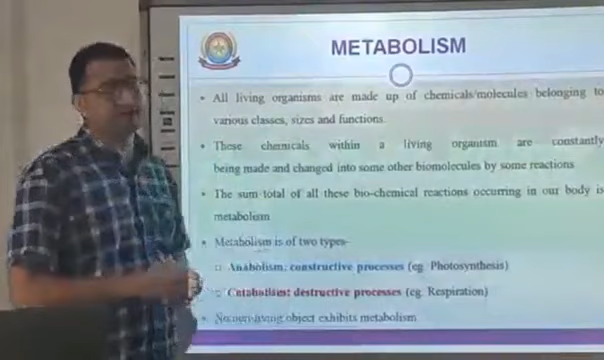 METABOLISM
• All living organisms are made up of chemicals/molecules belonging to
various classes, sizes and functions.
• These chemicals within a living organism are constantly
being made and changed into some other biomolecules by some reactions
• The sum total of all these bio-chemical reactions occurring in our body is
metabolism
• Metabolism is of two types-
Anabolism: constructive processes (eg. Photosynthesis)
Catabolism: destructive processes (eg. Respiration)
• No non-living object exhibits metabolism